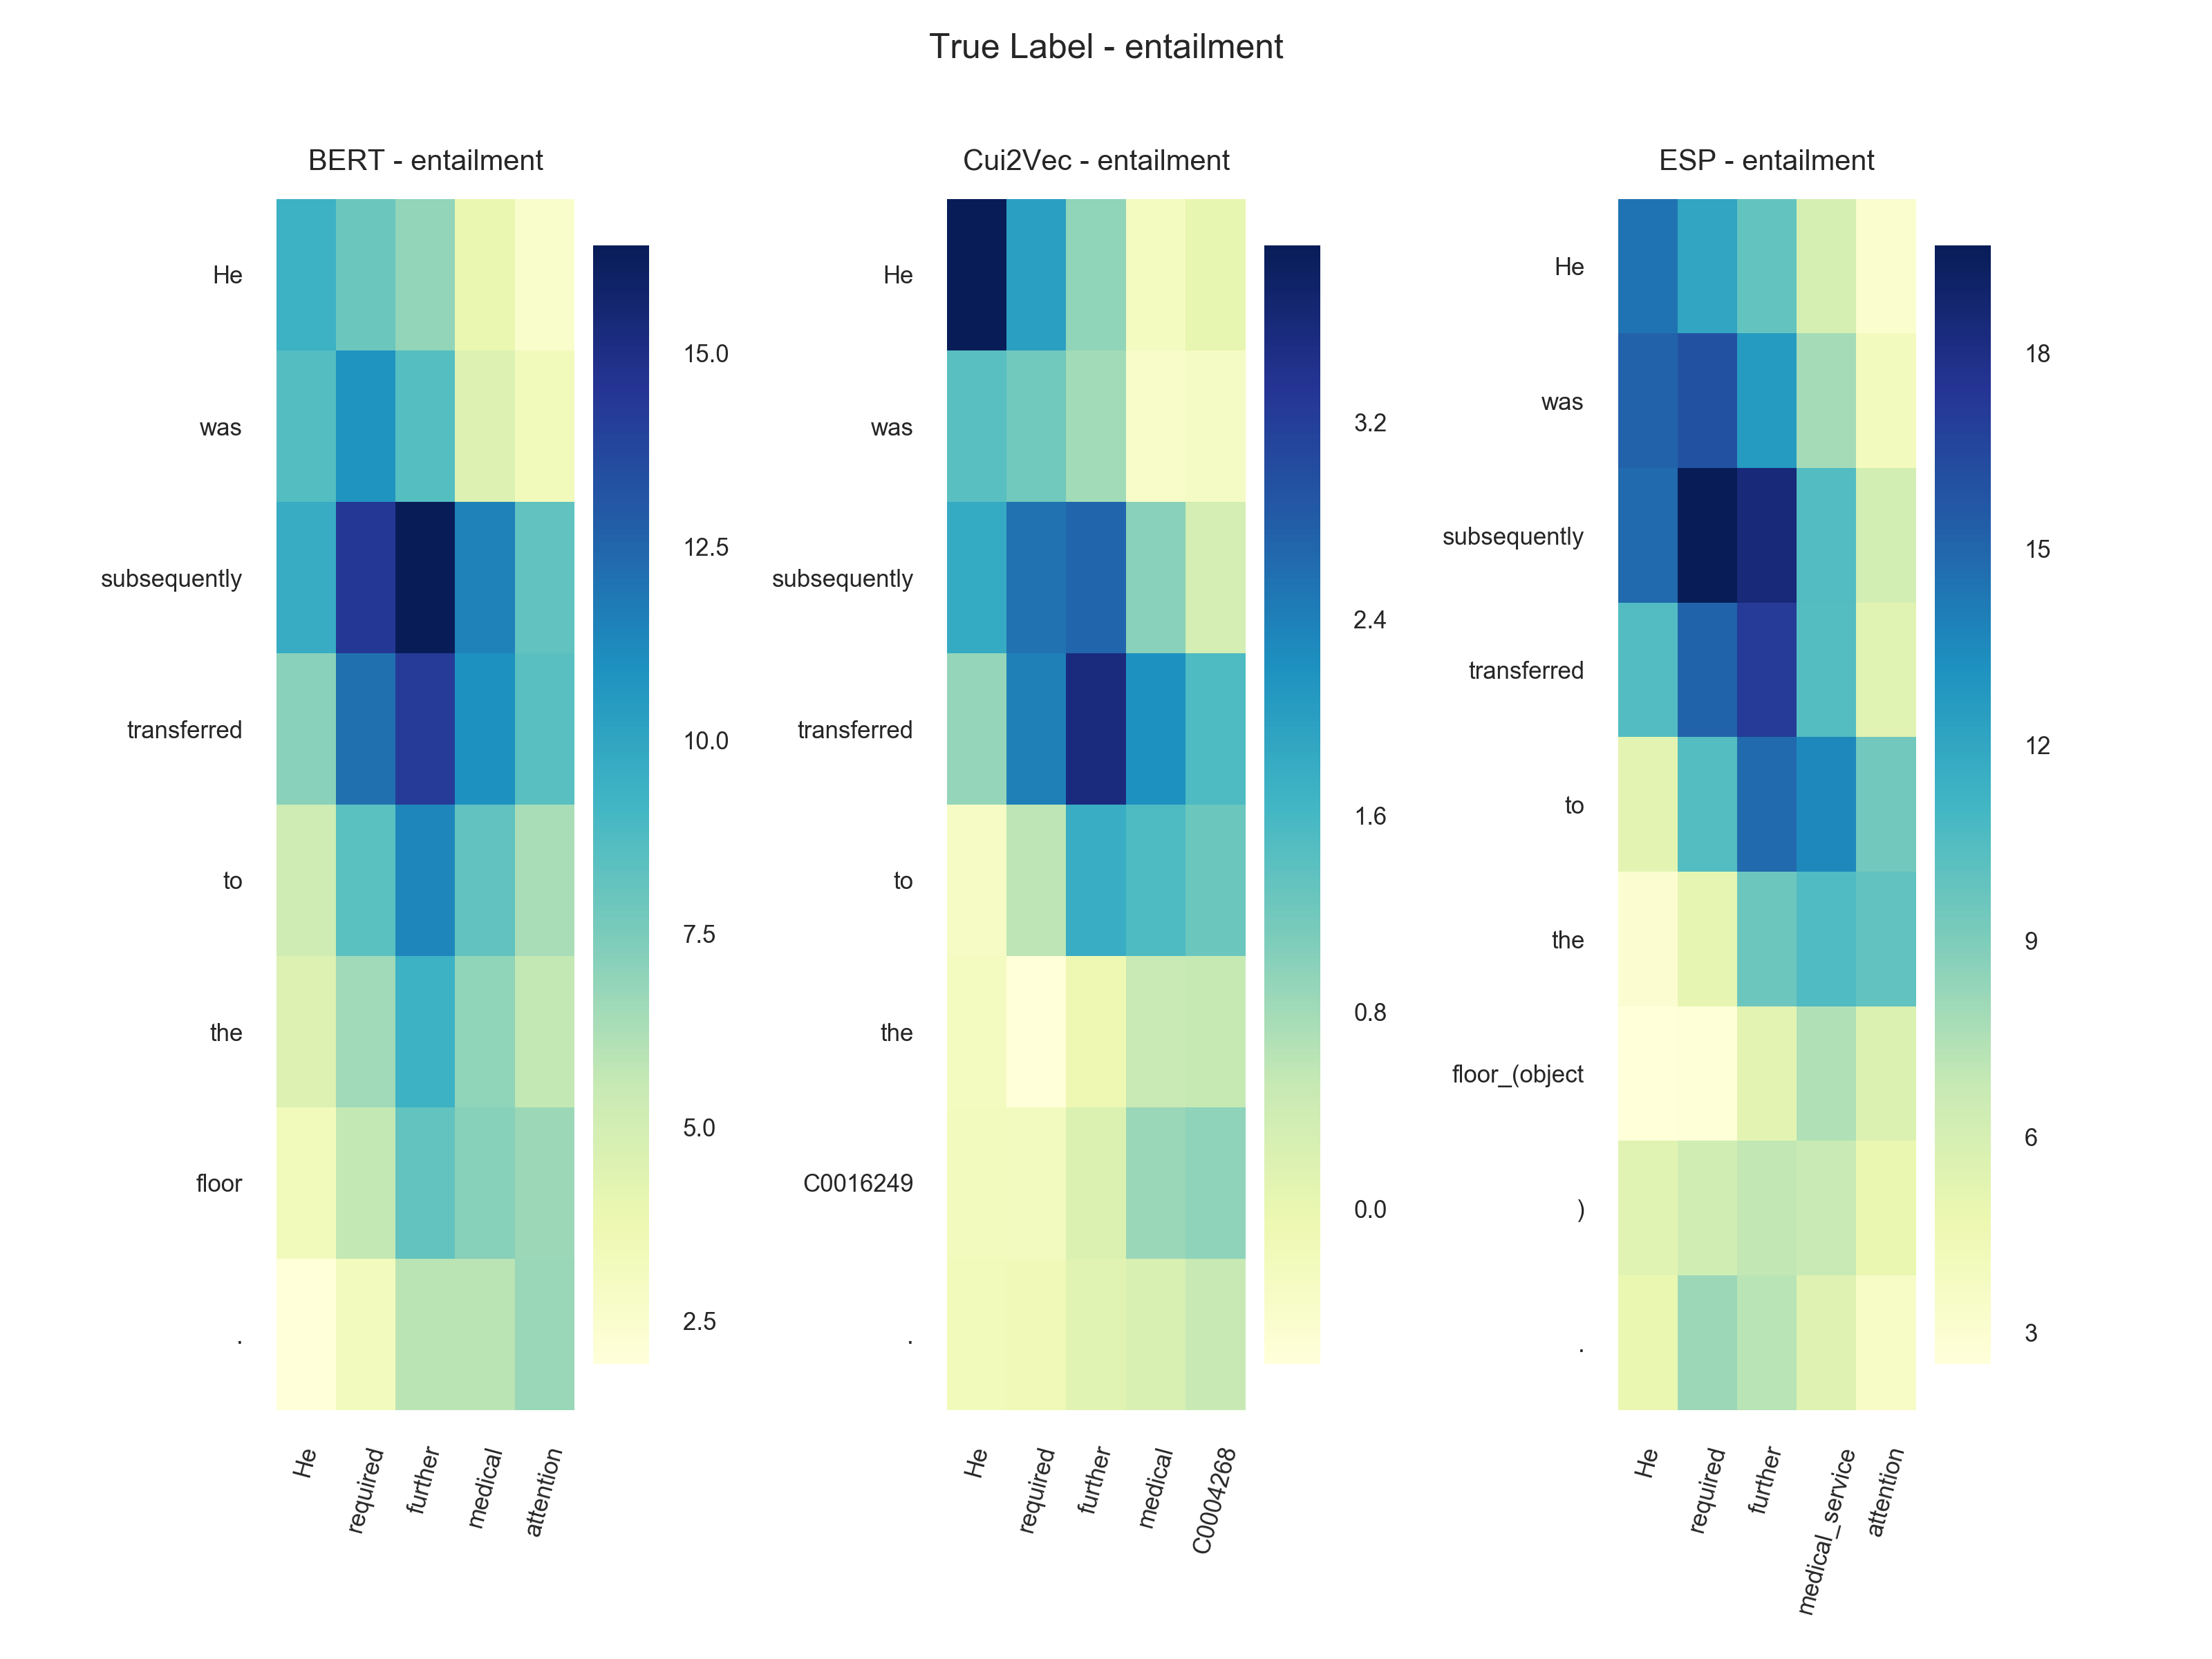 True Label - entailment
BERT - entailment
He
was
subsequently
transferred
to
the
floor
.
He
required
further
medical
attention
15.0
12.5
10.0
7.5
5.0
2.5
Cui2Vec - entailment
He
was
subsequently
transferred
to
the
C0016249
.
He
required
further
medical
C0004268
3.2
2.4
1.6
0.8
0.0
ESP - entailment
He
was
subsequently
transferred
to
the
floor_(object
)
.
He
required
further
medical_service
attention
18
15
12
9
6
3